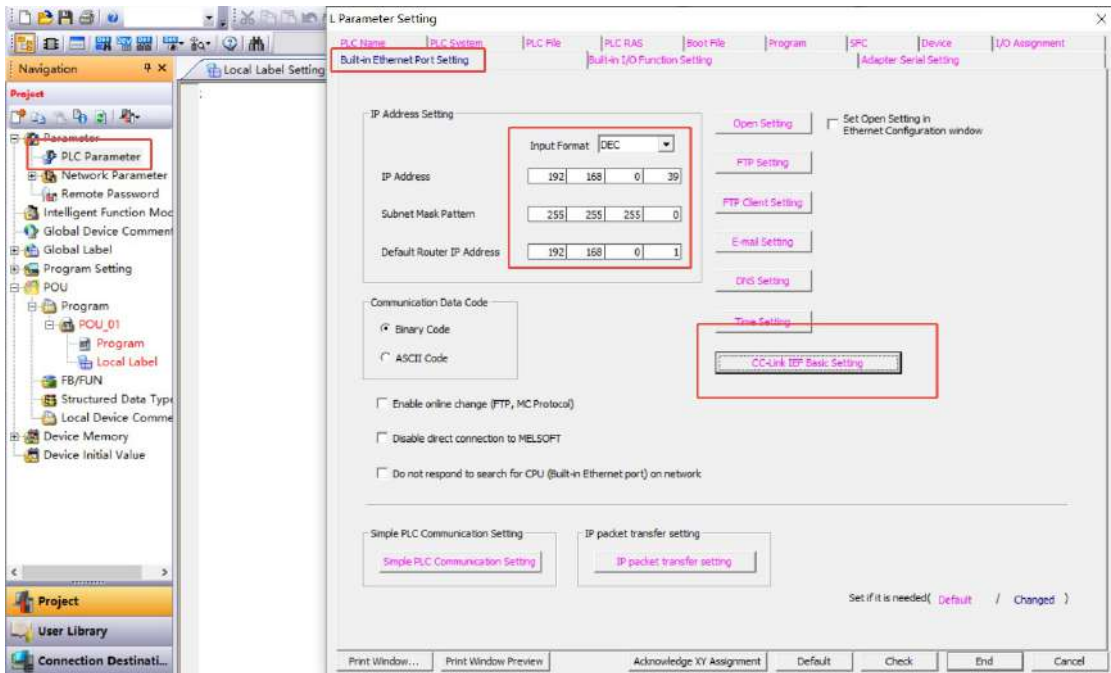 L Parameter Setting
PLC Name
PLC System
PLC File
PLC RAS
Boot File
Program
SFC
Device
I/O Assignment
Built-in Ethernet Port Setting
Built-in I/O Function Setting
Adapter Serial Setting
Navigation
Local Label Setting
Project
Parameter
PLC Parameter
Network Parameter
Remote Password
Intelligent Function Moc
Global Device Comment
Global Label
Program Setting
POU
Program
POU_01
Program
Local Label
FB/FUN
Structured Data Type
Local Device Comme
Device Memory
Device Initial Value
Project
User Library
Connection Destinati...
IP Address Setting
Input Format DEC
IP Address 192 168 0 39
Subnet Mask Pattern 255 255 255 0
Default Router IP Address 192 168 0 1
Communication Data Code
Binary Code
ASCII Code
Enable online change (FTP, MC Protocol)
Disable direct connection to MELSOFT
Do not respond to search for CPU (Built-in Ethernet port) on network
Open Setting
Set Open Setting in
Ethernet Configuration window
FTP Setting
FTP Client Setting
E-mail Setting
DNS Setting
Time Setting
CC-Link IEF Basic Setting
Simple PLC Communication Setting
Simple PLC Communication Setting
IP packet transfer setting
IP packet transfer setting
Set if it is needed( Default / Changed )
Print Window...
Print Window Preview
Acknowledge XY Assignment
Default
Check
End
Cancel